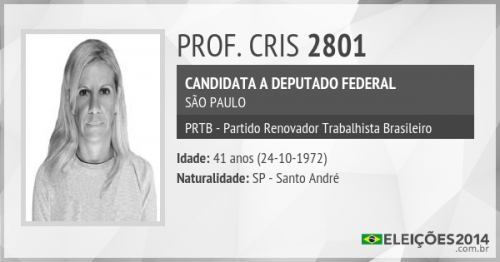 PROF. CRIS 2801
CANDIDATA A DEPUTADO FEDERAL
SÃO PAULO
PRTB - Partido Renovador Trabalhista Brasileiro
Idade: 41 anos (24-10-1972)
Naturalidade: SP - Santo André
ELEIÇÕES2014
.com.br